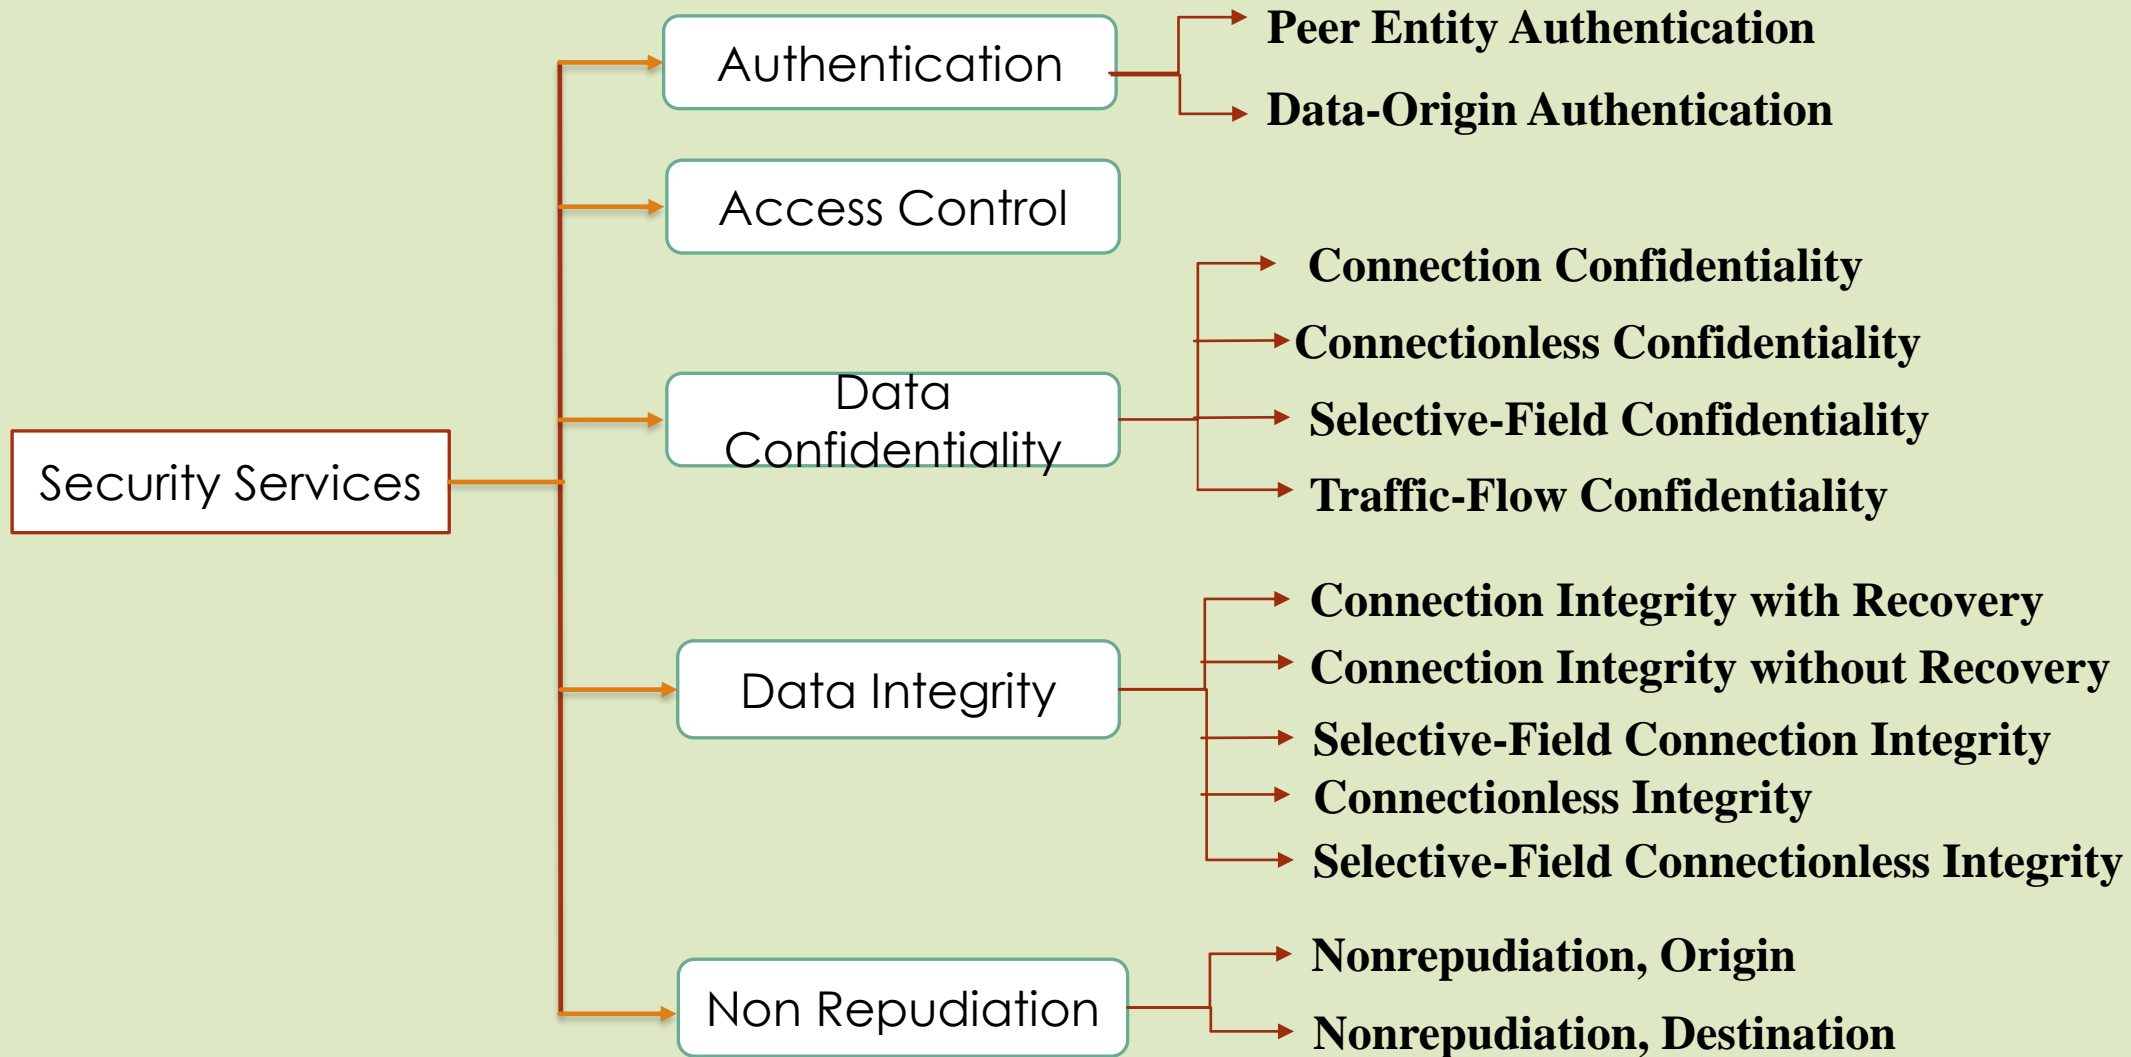 Security Services
Authentication
Peer Entity Authentication
Data-Origin Authentication
Access Control
Data
Confidentiality
Connection Confidentiality
Connectionless Confidentiality
Selective-Field Confidentiality
Traffic-Flow Confidentiality
Data Integrity
Connection Integrity with Recovery
Connection Integrity without Recovery
Selective-Field Connection Integrity
Connectionless Integrity
Selective-Field Connectionless Integrity
Non Repudiation
Nonrepudiation, Origin
Nonrepudiation, Destination